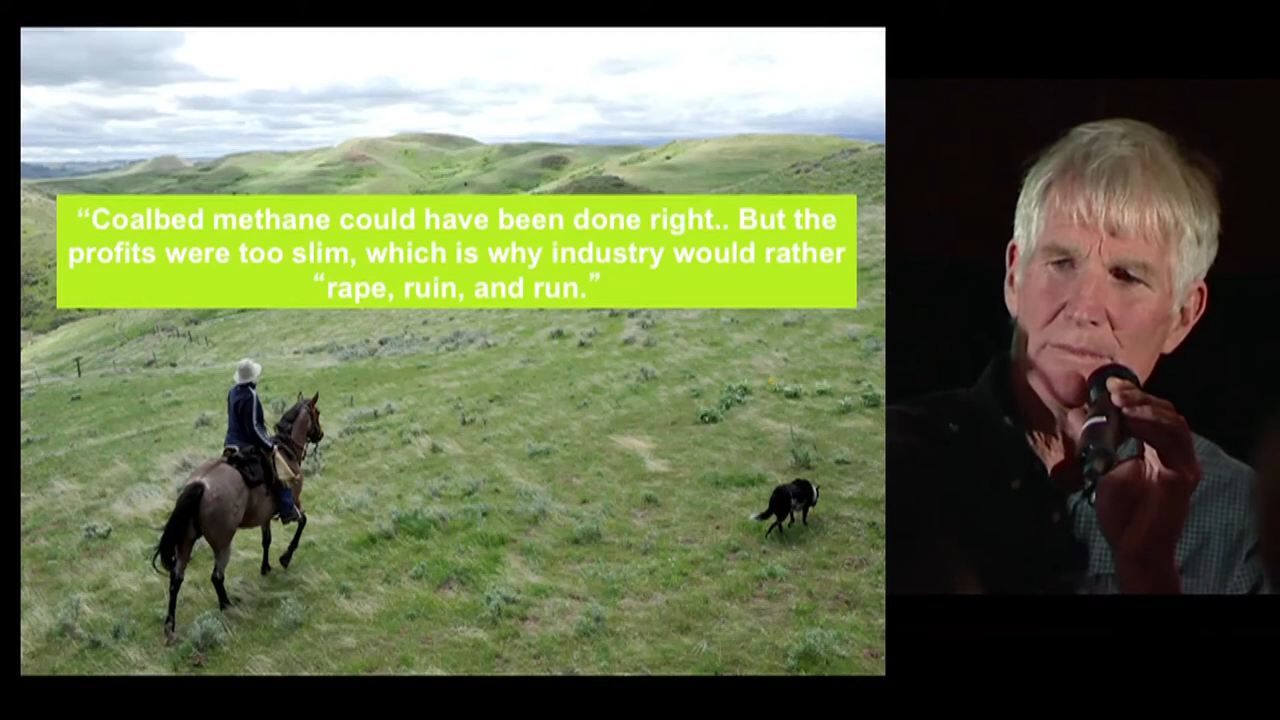 “Coalbed methane could have been done right.. But the
profits were too slim, which is why industry would rather
“rape, ruin, and run.”